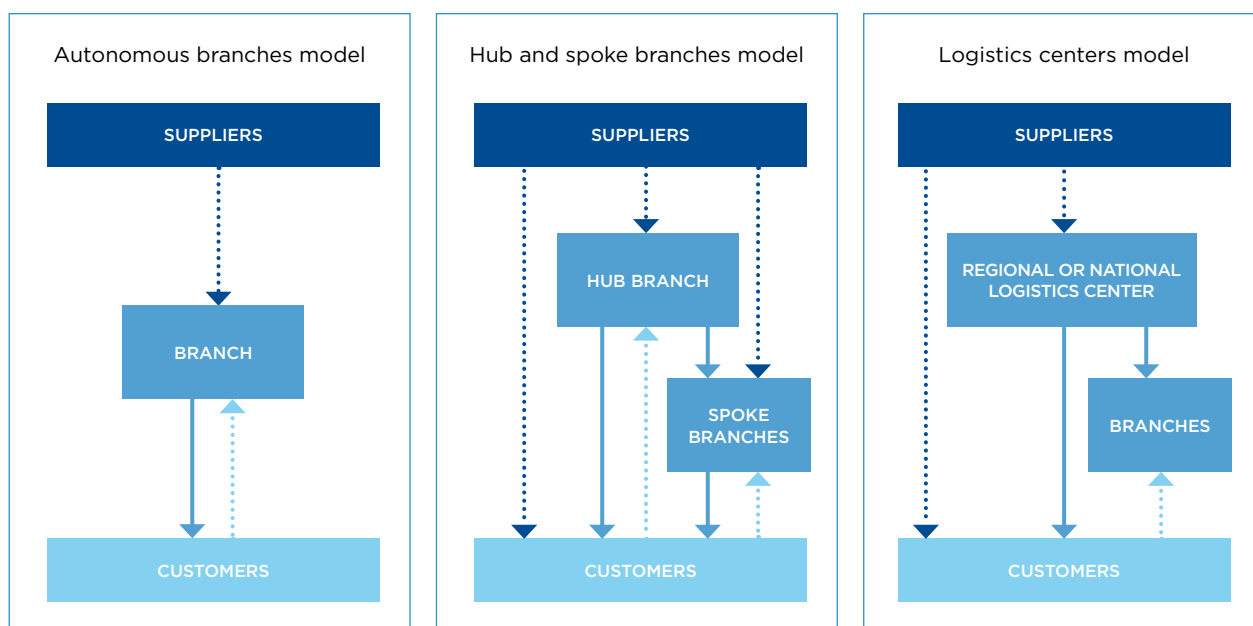 Autonomous branches model
SUPPLIERS
BRANCH
CUSTOMERS
Hub and spoke branches model
SUPPLIERS
HUB BRANCH
SPOKE
BRANCHES
CUSTOMERS
Logistics centers model
SUPPLIERS
REGIONAL OR NATIONAL
LOGISTICS CENTER
BRANCHES
CUSTOMERS